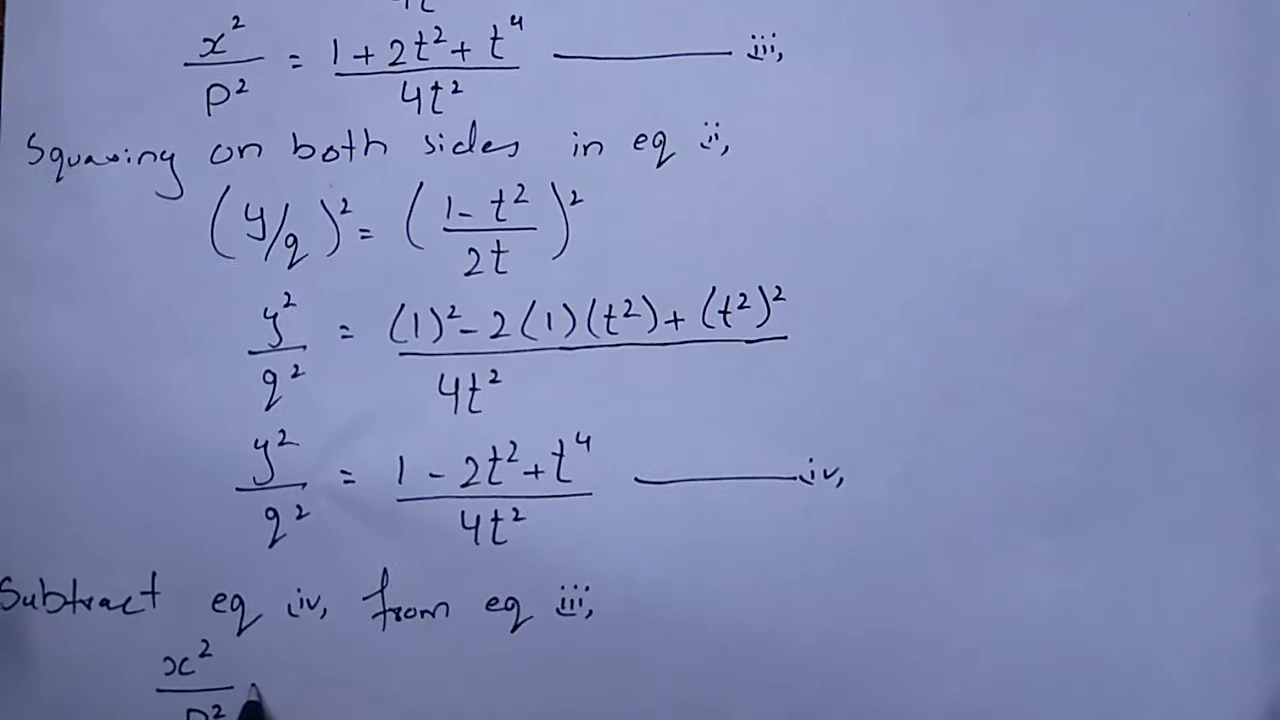 4t
x²/P² = (1 + 2t² + t⁴)/4t² ——— iii,
Squaring on both sides in eq ii,
(y/q)² = ((1 - t²)/2t)²
y²/q² = ((1)² - 2(1)(t²) + (t²)²)/4t²
y²/q² = (1 - 2t² + t⁴)/4t² ——— iv,
Subtract eq iv, from eq iii,
x²/P²